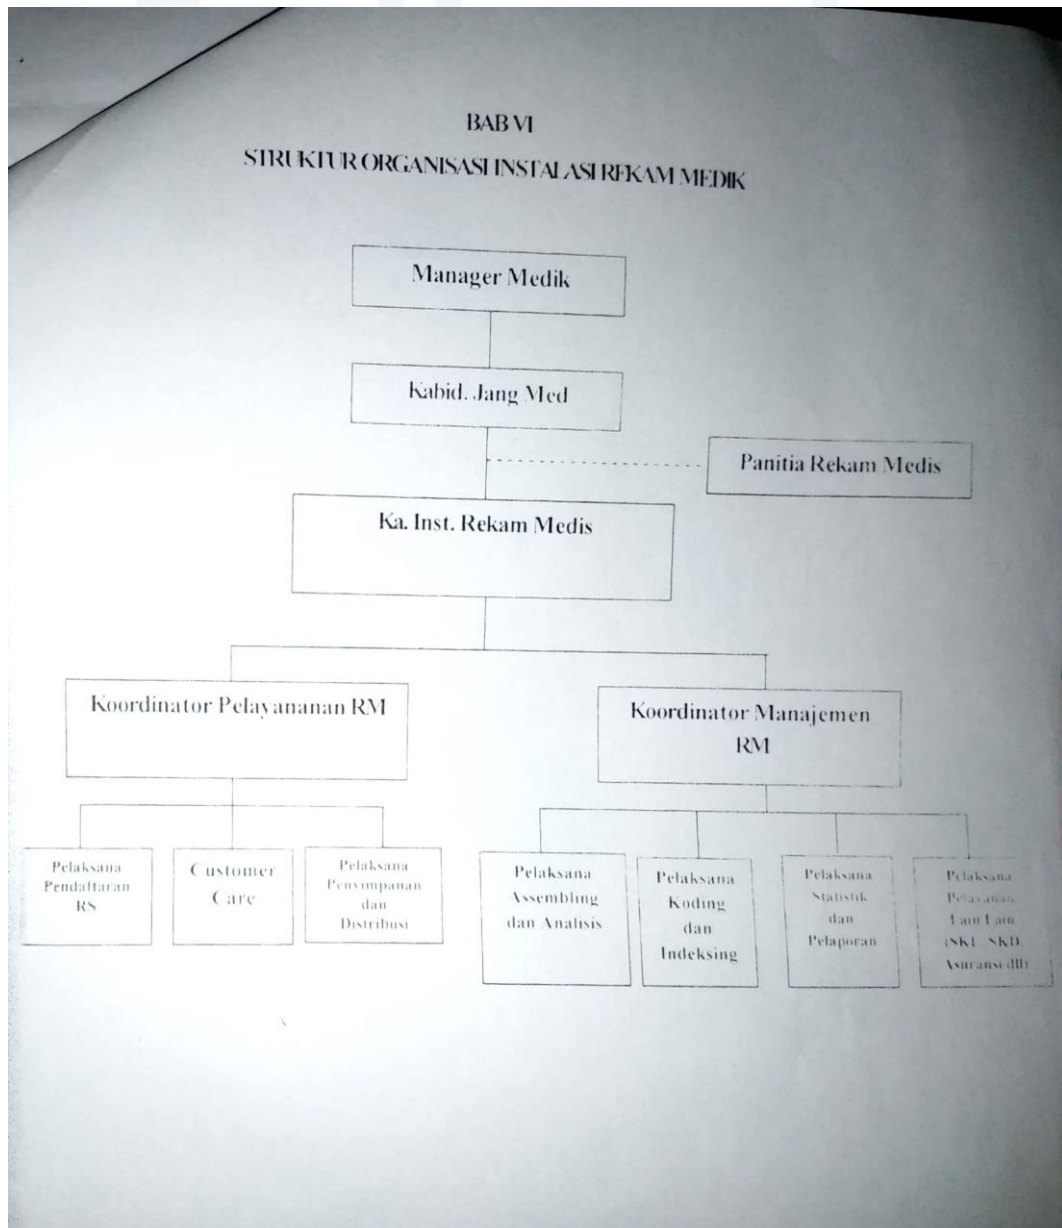 BAB VI
STRUKTUR ORGANISASI INSTALASI REKAM MEDIK
Manager Medik
Kabid. Jang Med
Panitia Rekam Medis
Ka. Inst. Rekam Medis
Koordinator Pelayananan RM
Koordinator Manajemen
RM
Pelaksana
Pendaftaran
RS
Customer
Care
Pelaksana
Penyimpanan
dan
Distribusi
Pelaksana
Assembling
dan Analisis
Pelaksana
Koding
dan
Indeksing
Pelaksana
Statistik
dan
Pelaporan
Pelaksana
Pelayanan
Lain Lain
(SKL, SKD,
Asuransi dll)